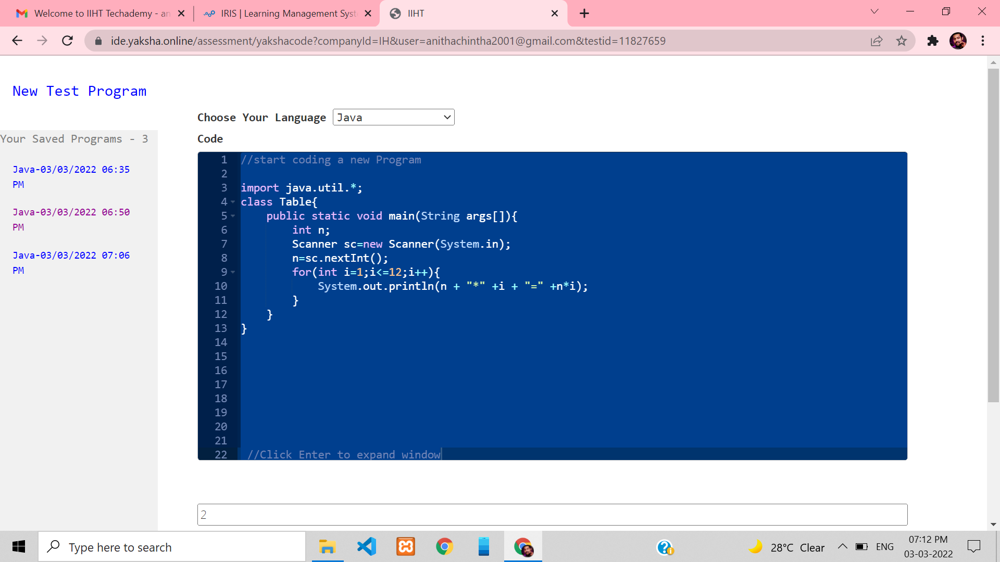 Welcome to IIHT Techademy - an
IRIS | Learning Management Syst
IIHT
ide.yaksha.online/assessment/yakshacode?companyId=IH&user=anithachintha2001@gmail.com&testid=11827659
New Test Program
Choose Your Language Java
Your Saved Programs - 3
Java-03/03/2022 06:35
PM
Java-03/03/2022 06:50
PM
Java-03/03/2022 07:06
PM
Code
1 //start coding a new Program
2
3 import java.util.*;
4 class Table{
5 public static void main(String args[]){
6 int n;
7 Scanner sc=new Scanner(System.in);
8 n=sc.nextInt();
9 for(int i=1;i<=12;i++){
10 System.out.println(n + "*" +i + "=" +n*i);
11 }
12 }
13 }
14
15
16
17
18
19
20
21
22 //Click Enter to expand window
2
Type here to search
28°C Clear
ENG
07:12 PM
03-03-2022